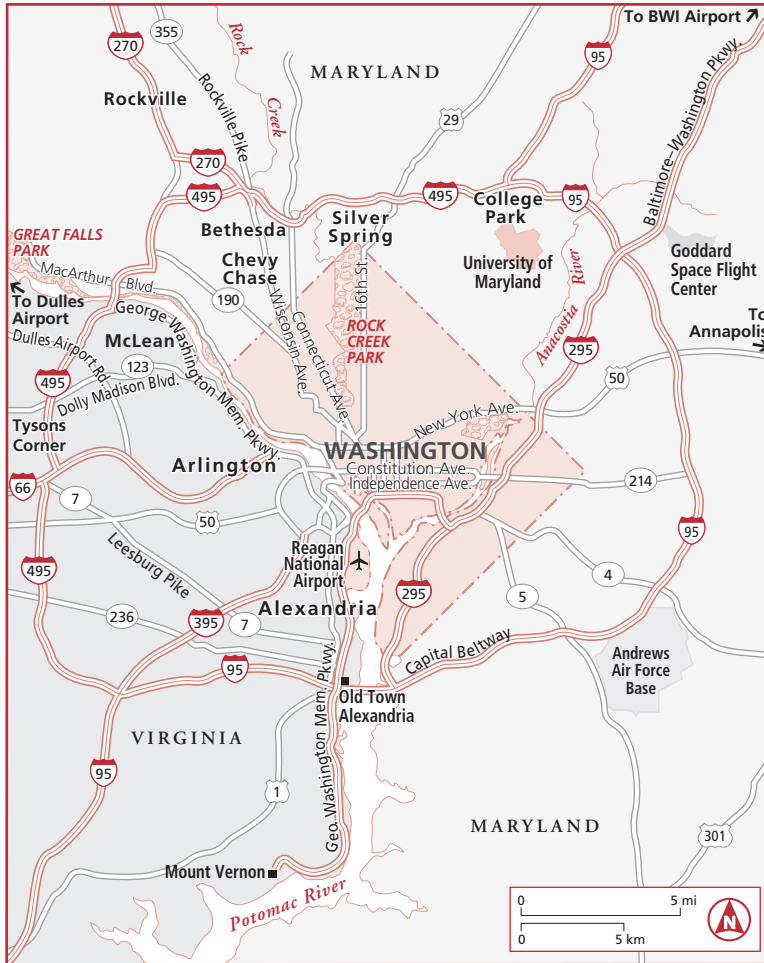 To BWI Airport
355
Rock
Creek
270
MARYLAND
95
Rockville
Rockville Pike
29
Baltimore–Washington Pkwy.
270
495
495
College
Park
95
Bethesda
Silver
Spring
GREAT FALLS
PARK
Chevy
Chase
16th St.
University of
Maryland
Anacostia River
Goddard
Space Flight
Center
MacArthur Blvd.
190
To Dulles
Airport
George Washington Mem. Pkwy.
Wisconsin Ave.
Connecticut Ave.
ROCK
CREEK
PARK
To
Annapolis
Dulles Airport Rd.
McLean
295
495
123
Dolly Madison Blvd.
50
New York Ave.
Tysons
Corner
WASHINGTON
Arlington
Constitution Ave.
Independence Ave.
66
7
214
50
95
Leesburg Pike
Reagan
National
Airport
495
295
4
5
Alexandria
236
395
7
Capital Beltway
Andrews
Air Force
Base
95
Old Town
Alexandria
VIRGINIA
Geo. Washington Mem. Pkwy.
95
1
MARYLAND
301
Mount Vernon
Potomac River
0 5 mi
0 5 km
N